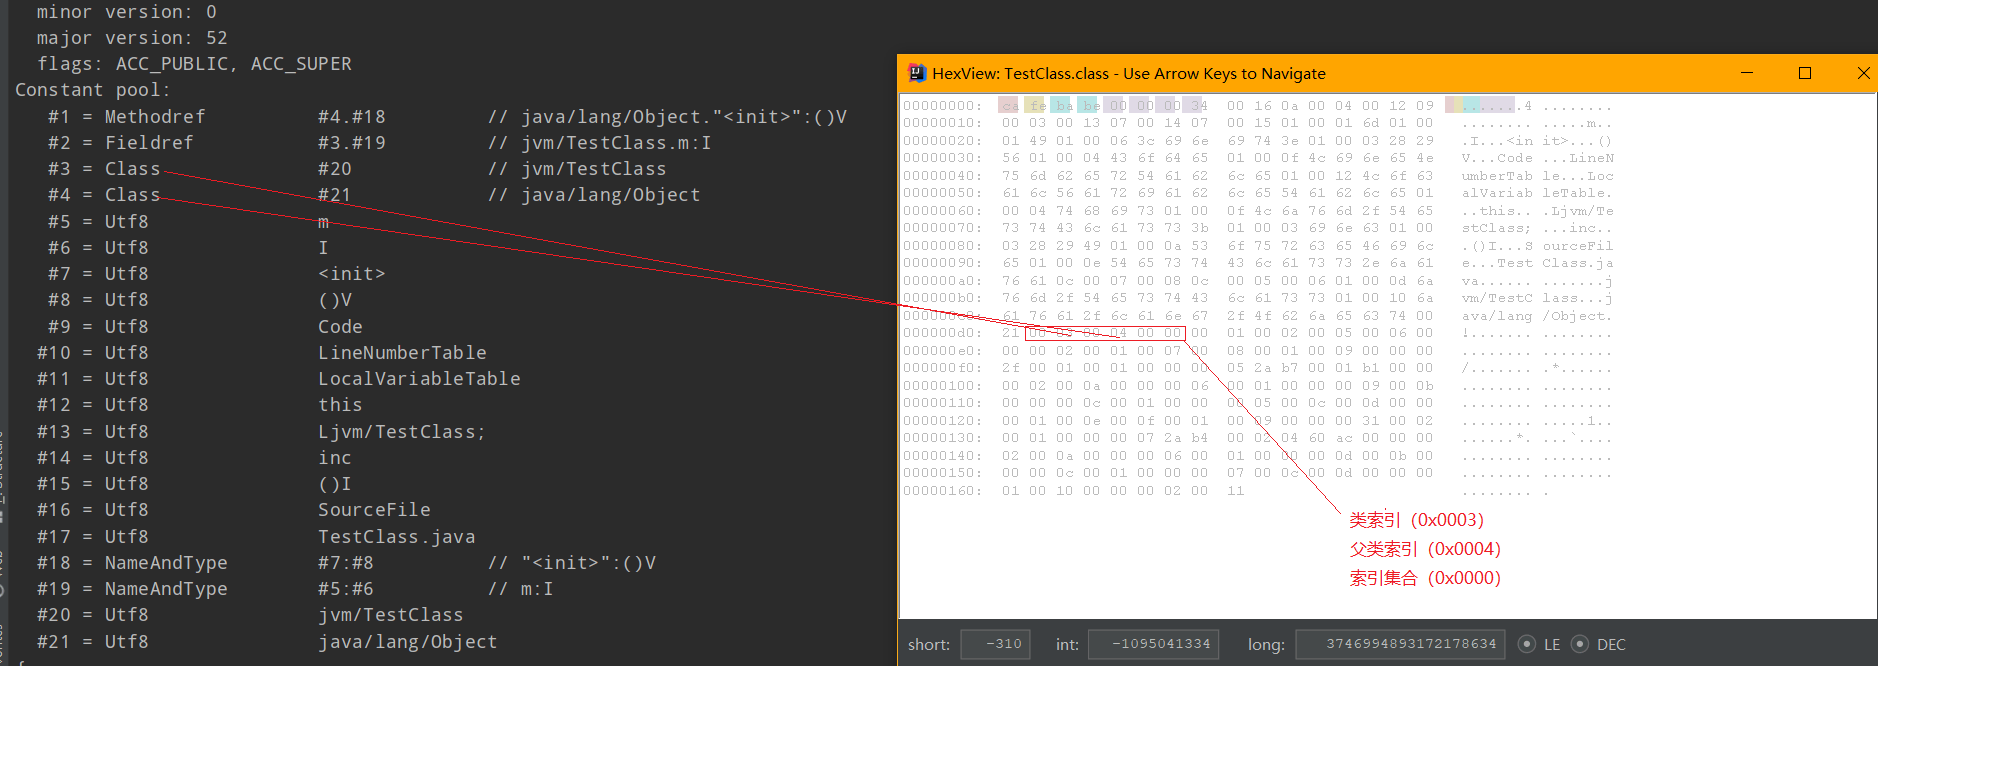 minor version: 0
major version: 52
flags: ACC_PUBLIC, ACC_SUPER
Constant pool:
#1 = Methodref #4.#18 // java/lang/Object."<init>":()V
#2 = Fieldref #3.#19 // jvm/TestClass.m:I
#3 = Class #20 // jvm/TestClass
#4 = Class #21 // java/lang/Object
#5 = Utf8 m
#6 = Utf8 I
#7 = Utf8 <init>
#8 = Utf8 ()V
#9 = Utf8 Code
#10 = Utf8 LineNumberTable
#11 = Utf8 LocalVariableTable
#12 = Utf8 this
#13 = Utf8 Ljvm/TestClass;
#14 = Utf8 inc
#15 = Utf8 ()I
#16 = Utf8 SourceFile
#17 = Utf8 TestClass.java
#18 = NameAndType #7:#8 // "<init>":()V
#19 = NameAndType #5:#6 // m:I
#20 = Utf8 jvm/TestClass
#21 = Utf8 java/lang/Object
HexView: TestClass.class - Use Arrow Keys to Navigate
00000000: ca fe ba be 00 00 00 34 00 16 0a 00 04 00 12 09 .......4 ........
00000010: 00 03 00 13 07 00 14 07 00 15 01 00 01 6d 01 00 ........ .....m..
00000020: 01 49 01 00 06 3c 69 6e 69 74 3e 01 00 03 28 29 .I...<in it>...()
00000030: 56 01 00 04 43 6f 64 65 01 00 0f 4c 69 6e 65 4e V...Code ...LineN
00000040: 75 6d 62 65 72 54 61 62 6c 65 01 00 12 4c 6f 63 umberTab le...Loc
00000050: 61 6c 56 61 72 69 61 62 6c 65 54 61 62 6c 65 01 alVariab leTable.
00000060: 00 04 74 68 69 73 01 00 0f 4c 6a 76 6d 2f 54 65 ..this.. .Ljvm/Te
00000070: 73 74 43 6c 61 73 73 3b 01 00 03 69 6e 63 01 00 stClass; ...inc..
00000080: 03 28 29 49 01 00 0a 53 6f 75 72 63 65 46 69 6c .()I...S ourceFil
00000090: 65 01 00 0e 54 65 73 74 43 6c 61 73 73 2e 6a 61 e...Test Class.ja
000000a0: 76 61 0c 00 07 00 08 0c 00 05 00 06 01 00 0d 6a va...... .......j
000000b0: 76 6d 2f 54 65 73 74 43 6c 61 73 73 01 00 10 6a vm/TestC lass...j
000000c0: 61 76 61 2f 6c 61 6e 67 2f 4f 62 6a 65 63 74 00 ava/lang /Object.
000000d0: 21 00 03 00 04 00 00 00 01 00 02 00 05 00 06 00 !....... ........
000000e0: 00 00 02 00 01 00 07 00 08 00 01 00 09 00 00 00 ........ ........
000000f0: 2f 00 01 00 01 00 00 00 05 2a b7 00 01 b1 00 00 /....... .*......
00000100: 00 02 00 0a 00 00 00 06 00 01 00 00 00 09 00 0b ........ ........
00000110: 00 00 00 0c 00 01 00 00 00 05 00 0c 00 0d 00 00 ........ ........
00000120: 00 01 00 0e 00 0f 00 01 00 09 00 00 00 31 00 02 ........ .....1..
00000130: 00 01 00 00 00 07 2a b4 00 02 04 60 ac 00 00 00 ......*. ...`....
00000140: 02 00 0a 00 00 00 06 00 01 00 00 00 0d 00 0b 00 ........ ........
00000150: 00 00 0c 00 01 00 00 00 07 00 0c 00 0d 00 00 00 ........ ........
00000160: 01 00 10 00 00 00 02 00 11 ........ .
类索引（0x0003）
父类索引（0x0004）
索引集合（0x0000）
short: -310 int: -1095041334 long: 3746994893172178634 LE DEC